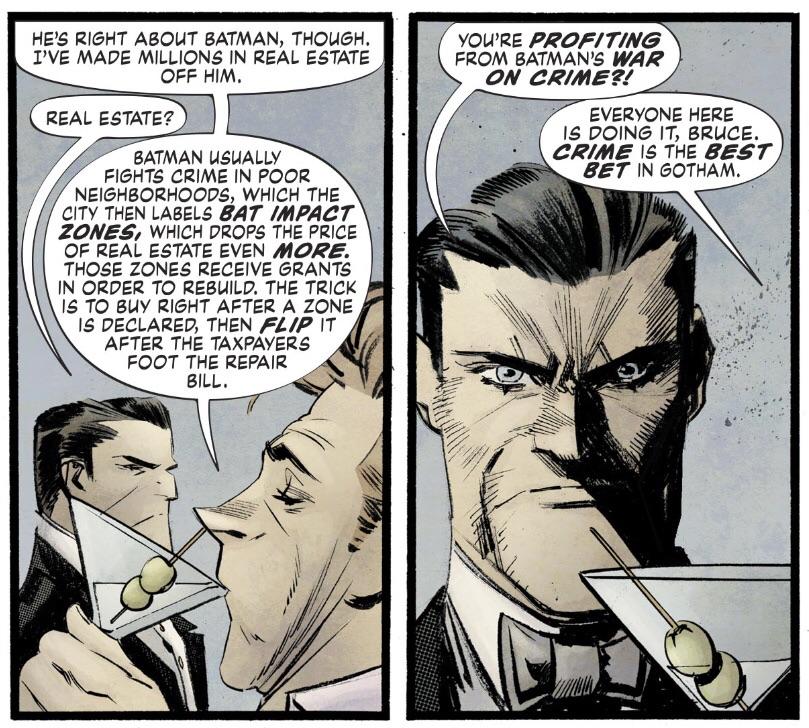 HE'S RIGHT ABOUT BATMAN, THOUGH.
I'VE MADE MILLIONS IN REAL ESTATE
OFF HIM.
REAL ESTATE?
BATMAN USUALLY
FIGHTS CRIME IN POOR
NEIGHBORHOODS, WHICH THE
CITY THEN LABELS BAT IMPACT
ZONES, WHICH DROPS THE PRICE
OF REAL ESTATE EVEN MORE.
THOSE ZONES RECEIVE GRANTS
IN ORDER TO REBUILD. THE TRICK
IS TO BUY RIGHT AFTER A ZONE
IS DECLARED, THEN FLIP IT
AFTER THE TAXPAYERS
FOOT THE REPAIR
BILL.
YOU'RE PROFITING
FROM BATMAN'S WAR
ON CRIME?!
EVERYONE HERE
IS DOING IT, BRUCE.
CRIME IS THE BEST
BET IN GOTHAM.